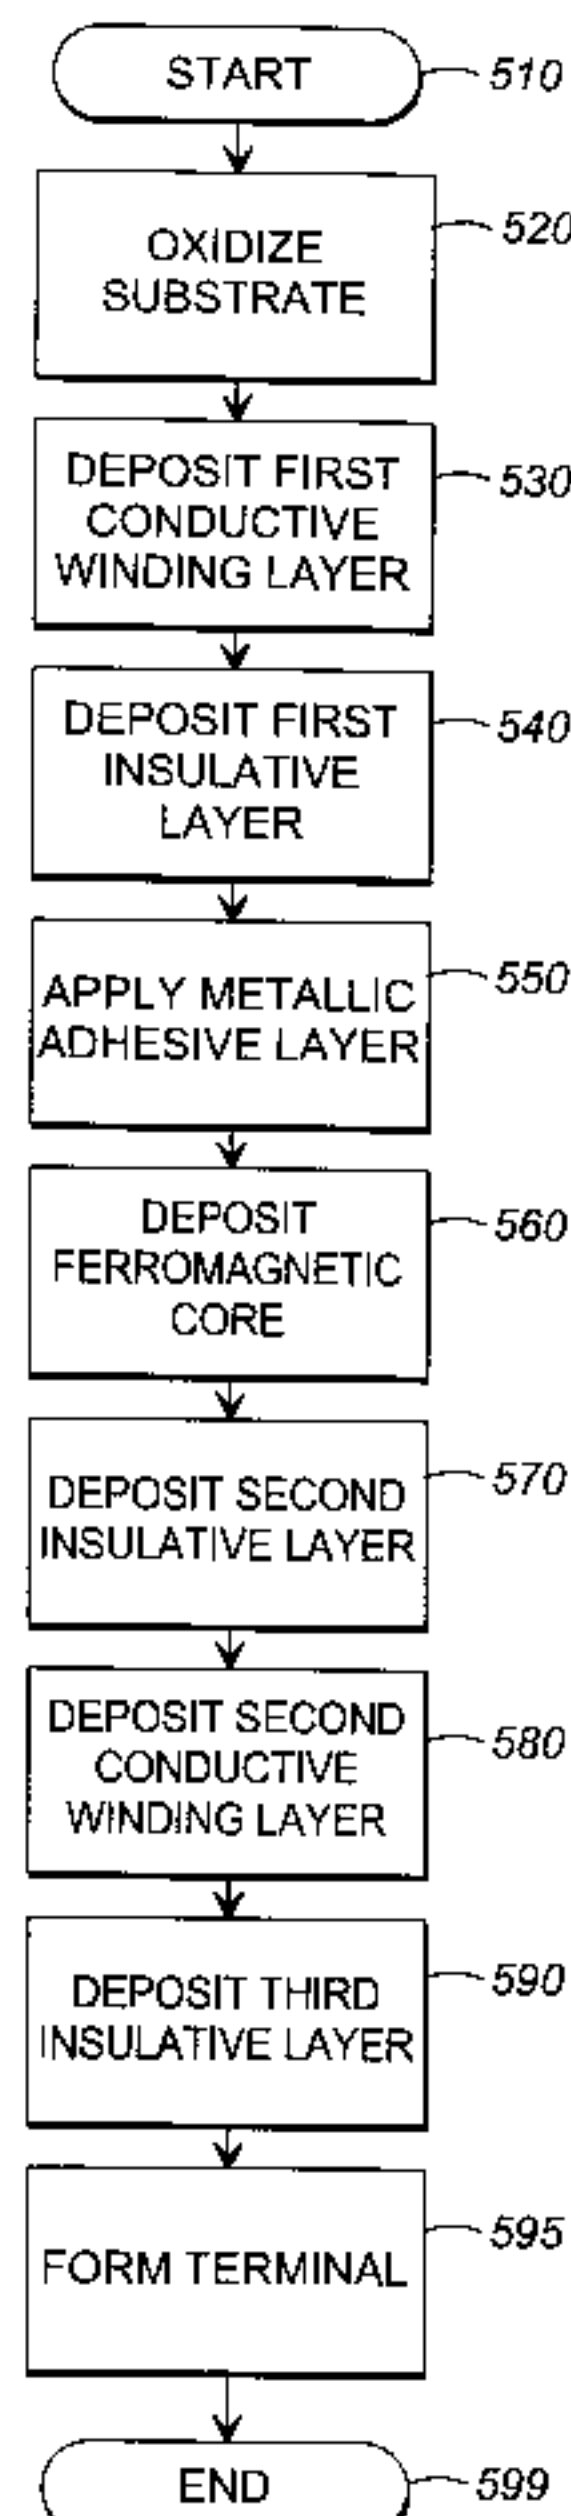 START
510
OXIDIZE
SUBSTRATE
520
DEPOSIT FIRST
CONDUCTIVE
WINDING LAYER
530
DEPOSIT FIRST
INSULATIVE
LAYER
540
APPLY METALLIC
ADHESIVE LAYER
550
DEPOSIT
FERROMAGNETIC
CORE
560
DEPOSIT SECOND
INSULATIVE LAYER
570
DEPOSIT SECOND
CONDUCTIVE
WINDING LAYER
580
DEPOSIT THIRD
INSULATIVE LAYER
590
FORM TERMINAL
595
END
599